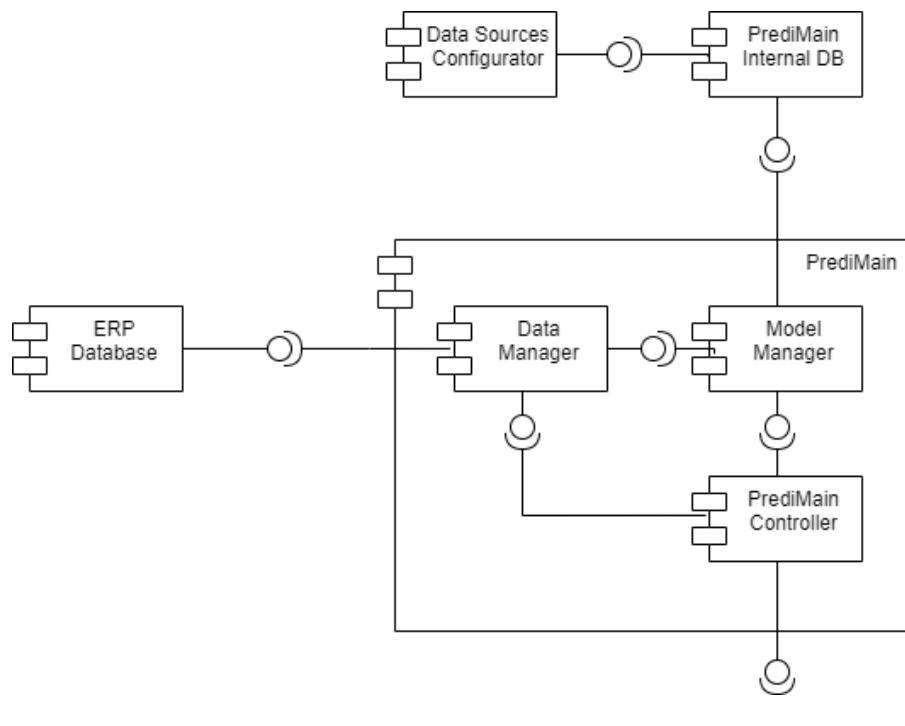 Data Sources
Configurator
PrediMain
Internal DB
PrediMain
ERP
Database
Data
Manager
Model
Manager
PrediMain
Controller